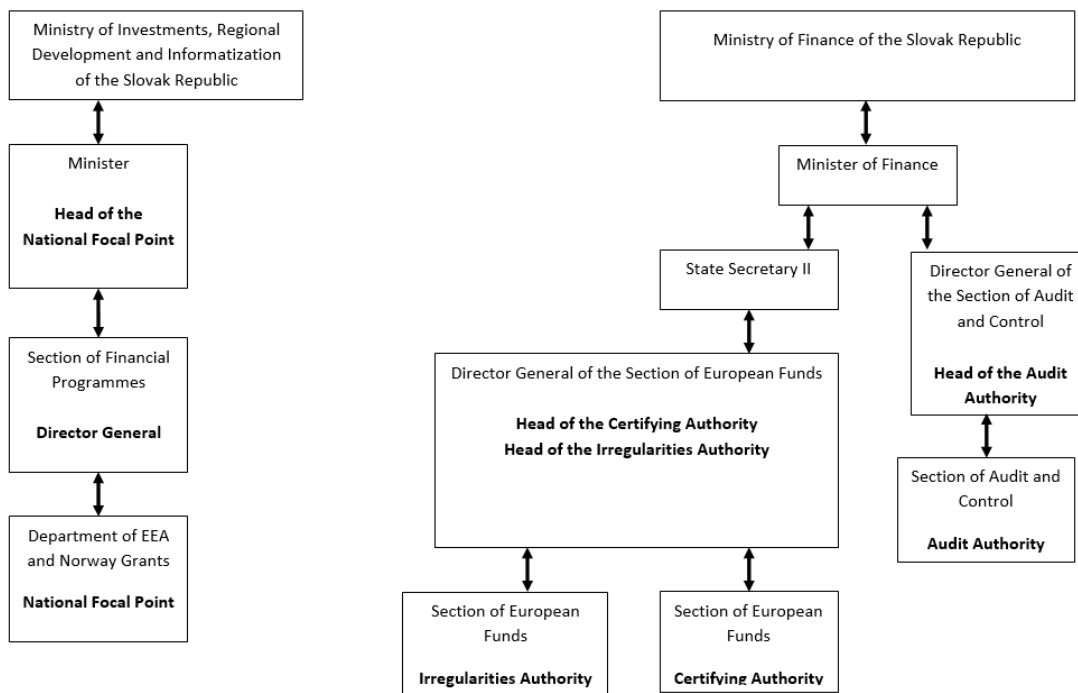 Ministry of Investments, Regional
Development and Informatization
of the Slovak Republic
Minister
Head of the
National Focal Point
Section of Financial
Programmes
Director General
Department of EEA
and Norway Grants
National Focal Point
Ministry of Finance of the Slovak Republic
Minister of Finance
State Secretary II
Director General of the Section of European Funds
Head of the Certifying Authority
Head of the Irregularities Authority
Section of European
Funds
Irregularities Authority
Section of European
Funds
Certifying Authority
Director General of
the Section of Audit
and Control
Head of the Audit
Authority
Section of Audit and
Control
Audit Authority